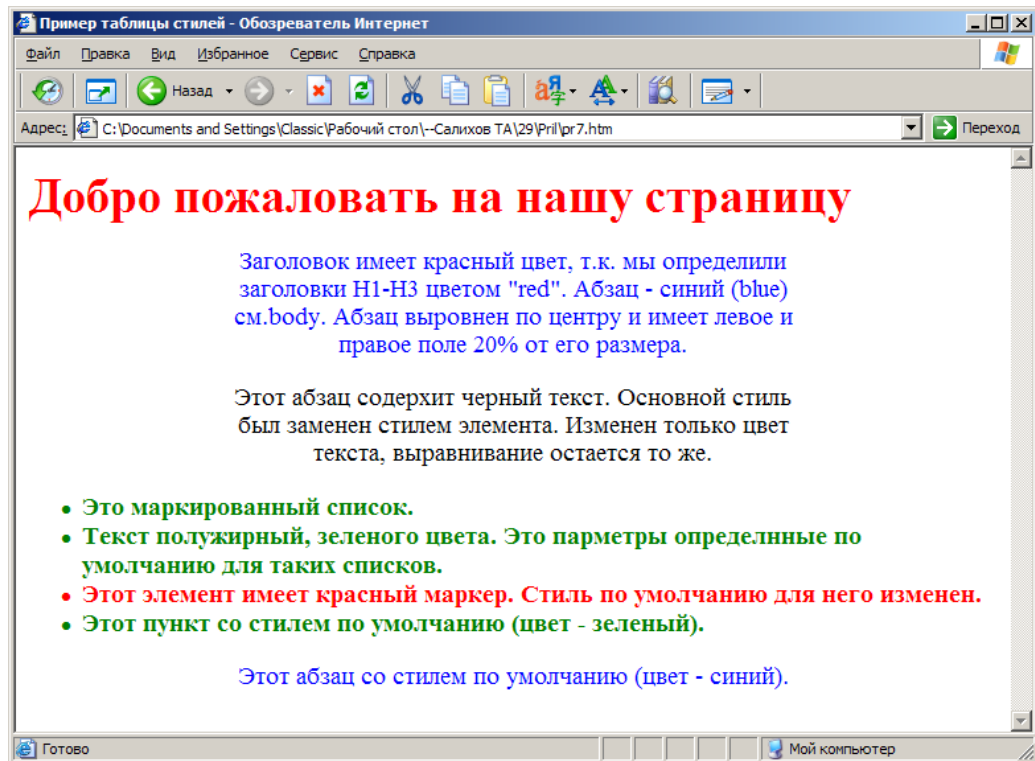 Пример таблицы стилей - Обозреватель Интернет
Файл Правка Вид Избранное Сервис Справка
Назад
Адрес: C:\Documents and Settings\Classic\Рабочий стол\--Салихов ТА\29\Pril\pr7.htm Переход
Добро пожаловать на нашу страницу
Заголовок имеет красный цвет, т.к. мы определили
заголовки H1-H3 цветом "red". Абзац - синий (blue)
см.body. Абзац выровнен по центру и имеет левое и
правое поле 20% от его размера.
Этот абзац содерхит черный текст. Основной стиль
был заменен стилем элемента. Изменен только цвет
текста, выравнивание остается то же.
Это маркированный список.
Текст полужирный, зеленого цвета. Это парметры определнные по
умолчанию для таких списков.
Этот элемент имеет красный маркер. Стиль по умолчанию для него изменен.
Этот пункт со стилем по умолчанию (цвет - зеленый).
Этот абзац со стилем по умолчанию (цвет - синий).
Готово Мой компьютер